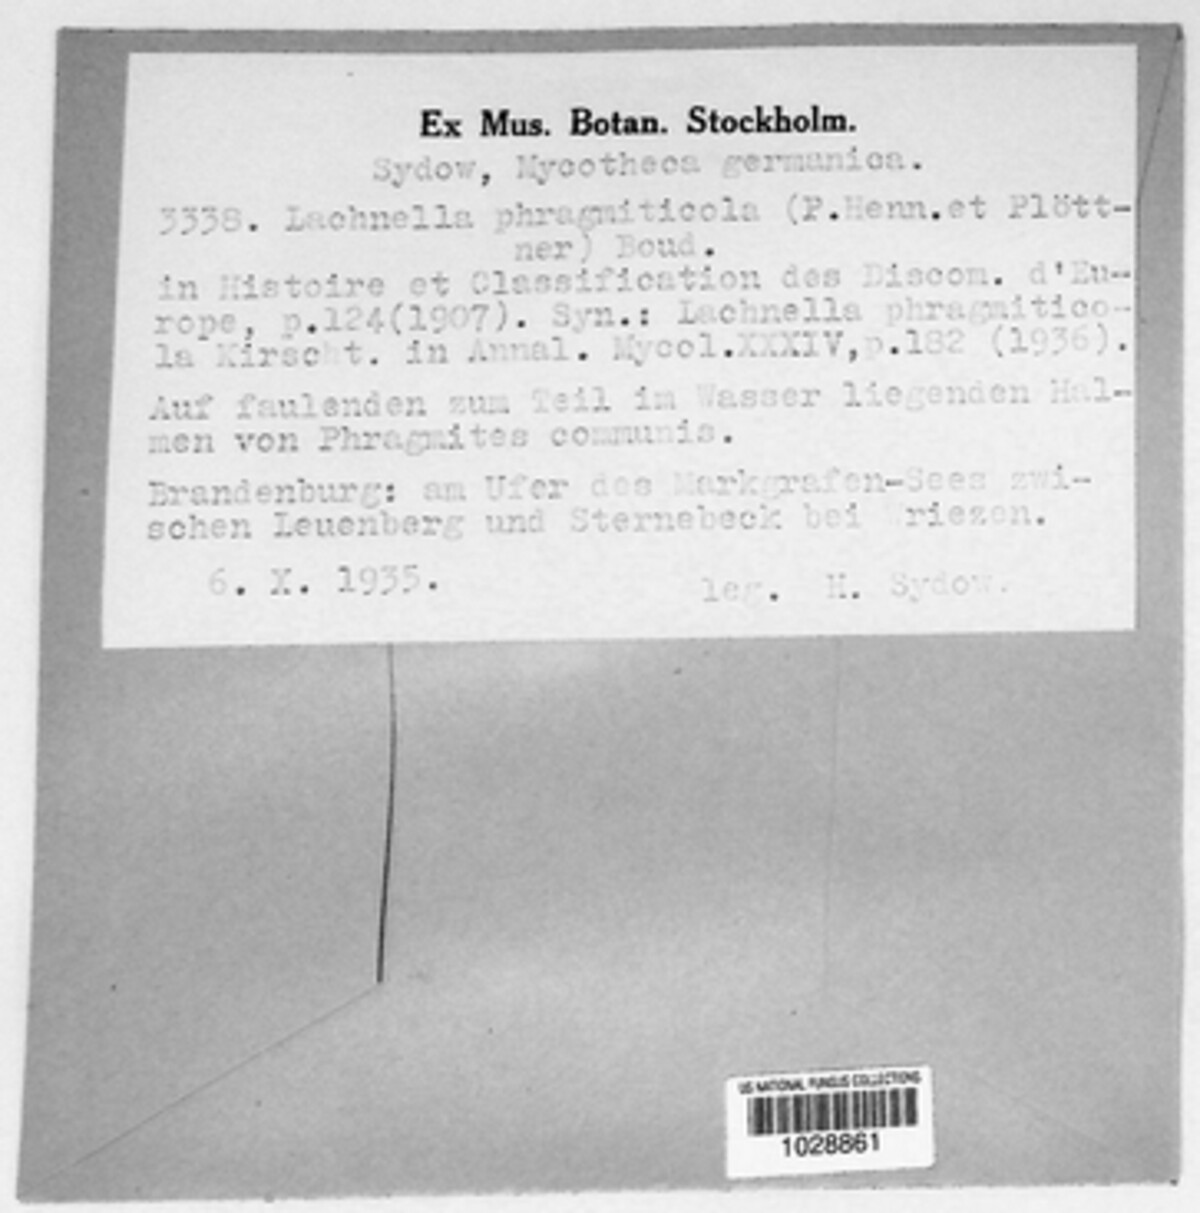 Ex Mus. Botan. Stockholm.
Sydow, Mycotheca germanica.
3338. Lachnella phragmiticola (P.Henn.et Plött-
ner) Boud.
in Histoire et Classification des Discom. d'Eu-
rope, p.124(1907). Syn.: Lachnella phragmitico-
la Kirscht. in Annal. Mycol.XXXIV,p.182 (1936).
Auf faulenden zum Teil im Wasser liegenden Hal-
men von Phragmites communis.
Brandenburg: am Ufer des Markgrafen-Sees zwi-
schen Leuenberg und Sternebeck bei Wriezen.
6. X. 1935. leg. H. Sydow.
US NATIONAL FUNGUS COLLECTIONS
1028861